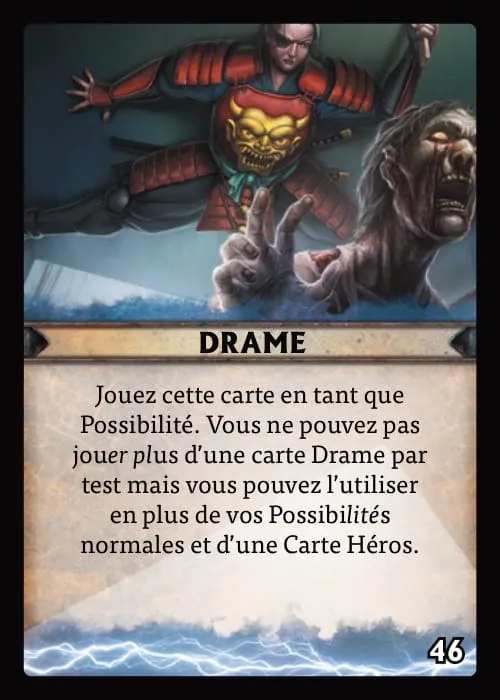 DRAME
Jouez cette carte en tant que
Possibilité. Vous ne pouvez pas
jouer plus d'une carte Drame par
test mais vous pouvez l'utiliser
en plus de vos Possibilités
normales et d'une Carte Héros.
46